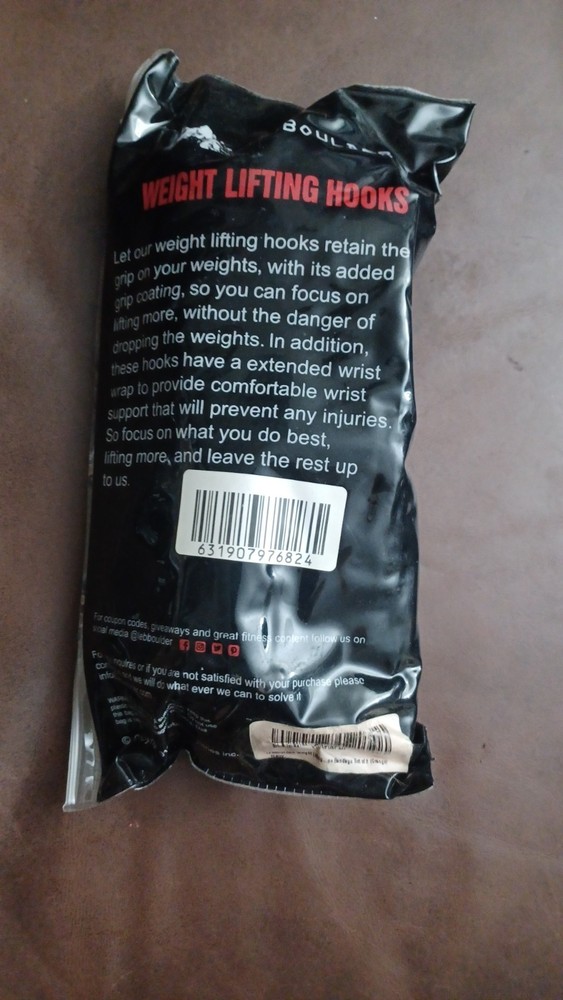 WEIGHT LIFTING HOOKS
Let our weight lifting hooks retain the
grip on your weights, with its added
grip coating, so you can focus on
lifting more, without the danger of
dropping the weights. In addition,
these hooks have a extended wrist
wrap to provide comfortable wrist
support that will prevent any injuries.
So focus on what you do best,
lifting more, and leave the rest up
to us.
631907976824
For coupon codes, giveaways and great fitness content follow us on
social media @iebboulder
or if you are not satisfied with your purchase please
we will do what ever we can to solve it